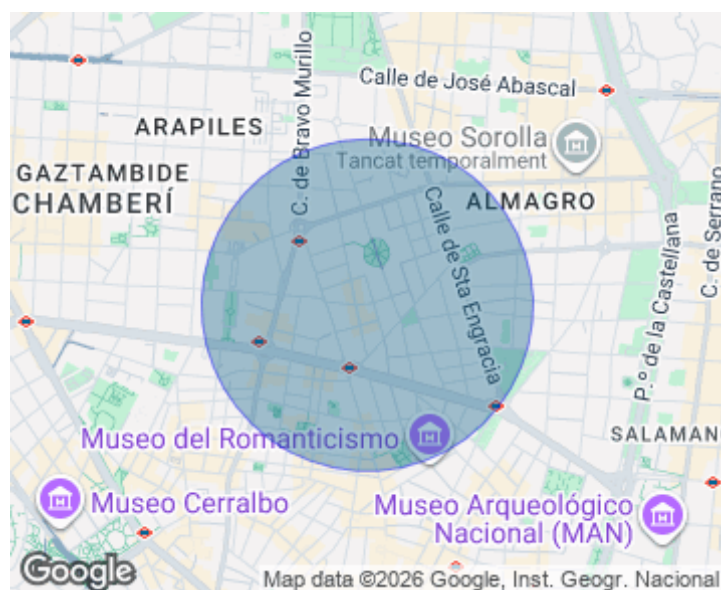 Calle de José Abascal
C. de Bravo Murillo
ARAPILES
Museo Sorolla
Tancat temporalment
GAZTAMBIDE
CHAMBERÍ
ALMAGRO
Calle de Sta Engracia
C. de Serrano
P.º de la Castellana
Museo del Romanticismo
SALAMAN
Museo Cerralbo
Museo Arqueológico
Nacional (MAN)
Google
Map data ©2026 Google, Inst. Geogr. Nacional